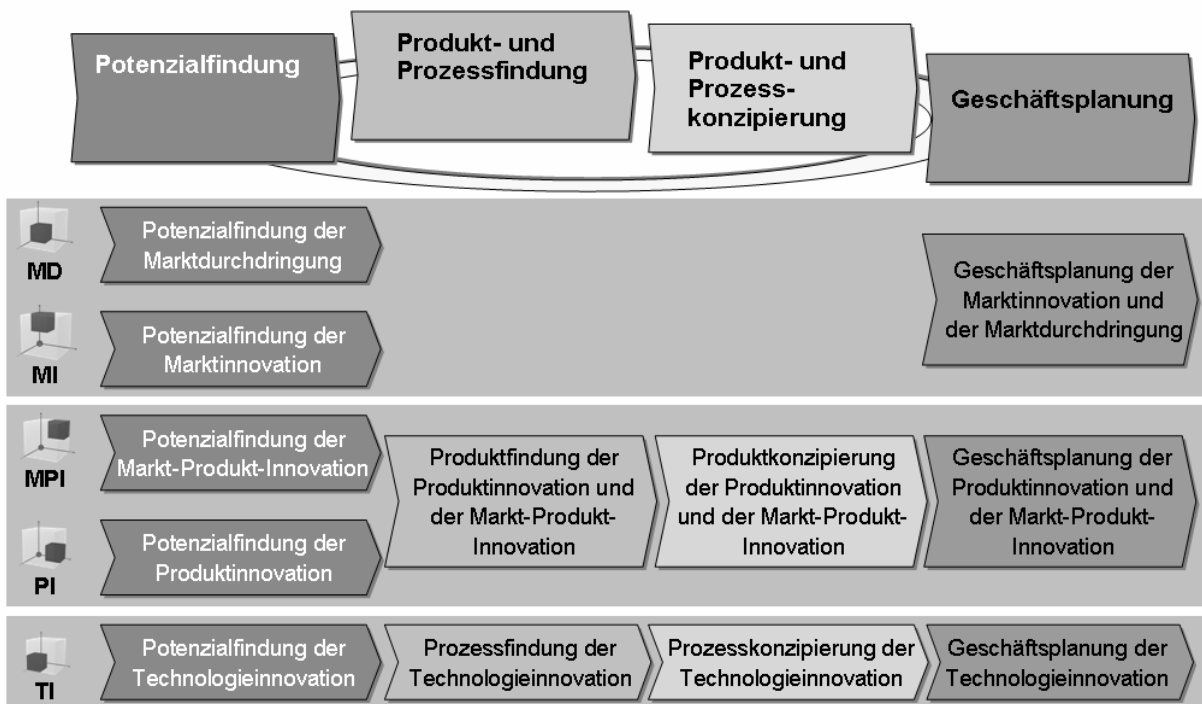 Potenzialfindung
Produkt- und
Prozessfindung
Produkt- und
Prozess-
konzipierung
Geschäftsplanung
MD
Potenzialfindung der
Marktdurchdringung
MI
Potenzialfindung der
Marktinnovation
Geschäftsplanung der
Marktinnovation und
der Marktdurchdringung
MPI
Potenzialfindung der
Markt-Produkt-Innovation
PI
Potenzialfindung der
Produktinnovation
Produktfindung der
Produktinnovation und
der Markt-Produkt-
Innovation
Produktkonzipierung
der Produktinnovation
und der Markt-Produkt-
Innovation
Geschäftsplanung der
Produktinnovation und
der Markt-Produkt-
Innovation
TI
Potenzialfindung der
Technologieinnovation
Prozessfindung der
Technologieinnovation
Prozesskonzipierung der
Technologieinnovation
Geschäftsplanung der
Technologieinnovation